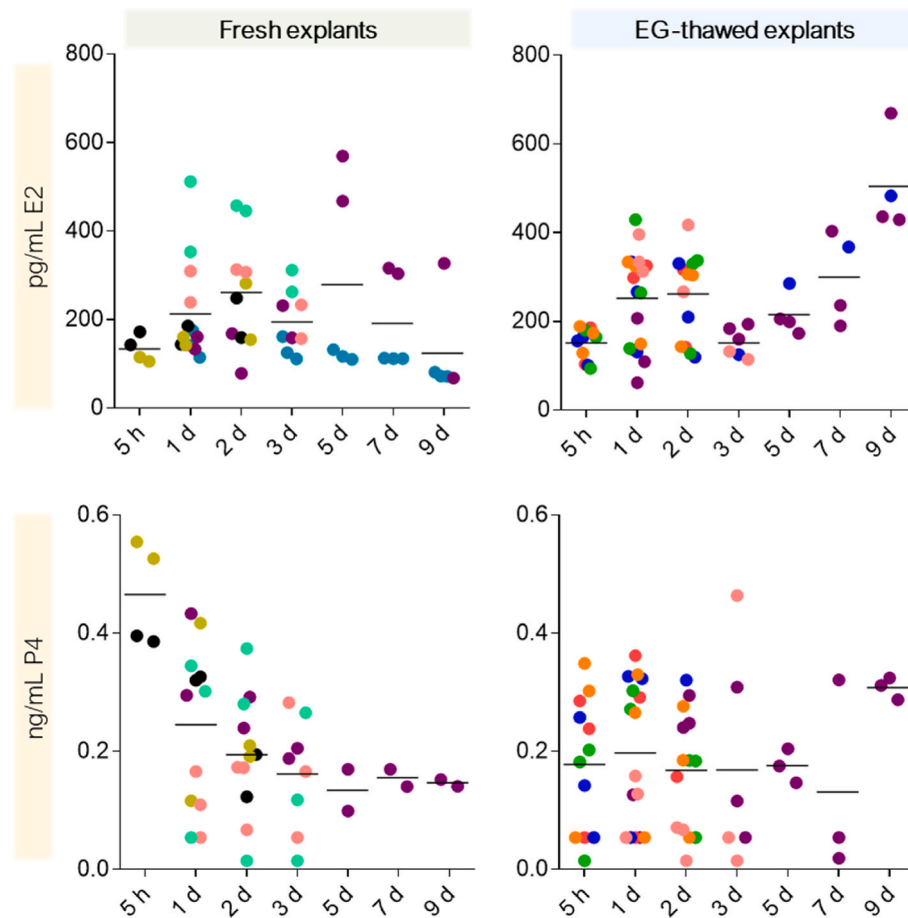 Fresh explants
EG-thawed explants
pg/mL E2
800
600
400
200
0
5 h
1 d
2 d
3 d
5 d
7 d
9 d
800
600
400
200
0
5 h
1 d
2 d
3 d
5 d
7 d
9 d
ng/mL P4
0.6
0.4
0.2
0.0
5 h
1 d
2 d
3 d
5 d
7 d
9 d
0.6
0.4
0.2
0.0
5 h
1 d
2 d
3 d
5 d
7 d
9 d